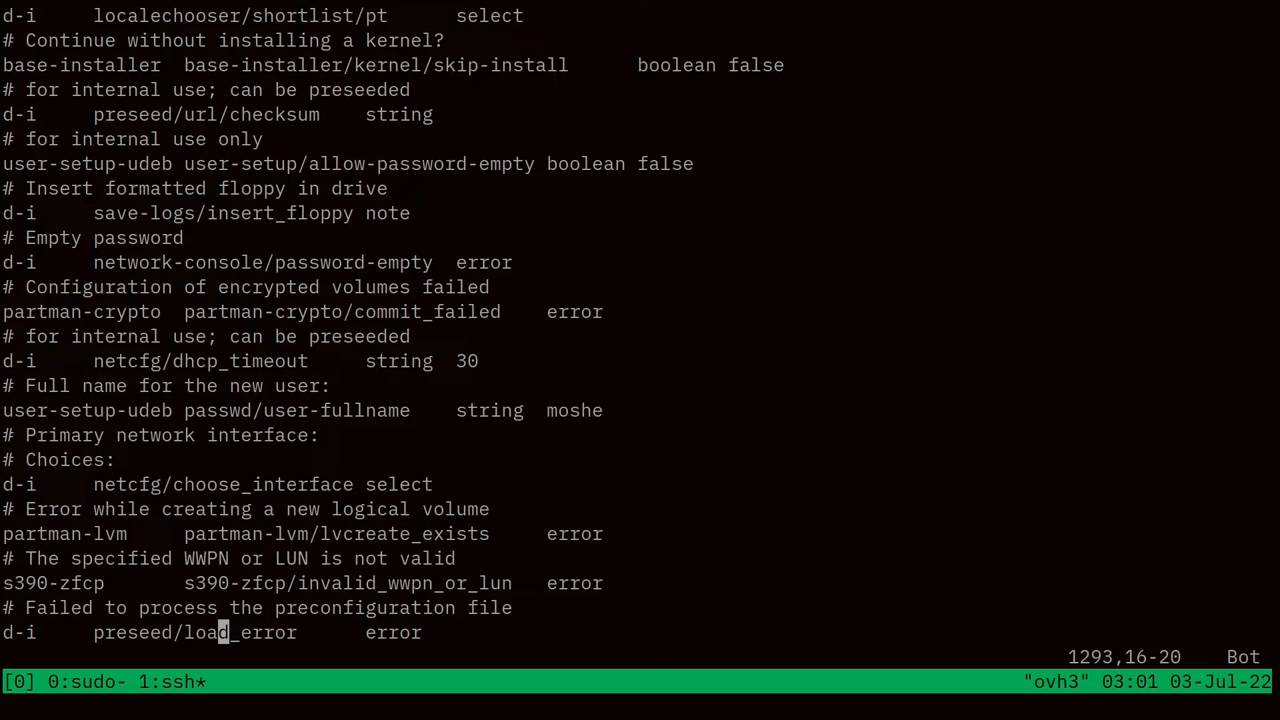 d-i     localechooser/shortlist/pt      select
# Continue without installing a kernel?
base-installer  base-installer/kernel/skip-install      boolean false
# for internal use; can be preseeded
d-i     preseed/url/checksum    string
# for internal use only
user-setup-udeb user-setup/allow-password-empty boolean false
# Insert formatted floppy in drive
d-i     save-logs/insert_floppy note
# Empty password
d-i     network-console/password-empty  error
# Configuration of encrypted volumes failed
partman-crypto  partman-crypto/commit_failed    error
# for internal use; can be preseeded
d-i     netcfg/dhcp_timeout     string  30
# Full name for the new user:
user-setup-udeb passwd/user-fullname    string  moshe
# Primary network interface:
# Choices:
d-i     netcfg/choose_interface select
# Error while creating a new logical volume
partman-lvm     partman-lvm/lvcreate_exists     error
# The specified WWPN or LUN is not valid
s390-zfcp       s390-zfcp/invalid_wwpn_or_lun   error
# Failed to process the preconfiguration file
d-i     preseed/load_error      error
1293,16-20    Bot
[0] 0:sudo- 1:ssh*    "ovh3" 03:01 03-Jul-22